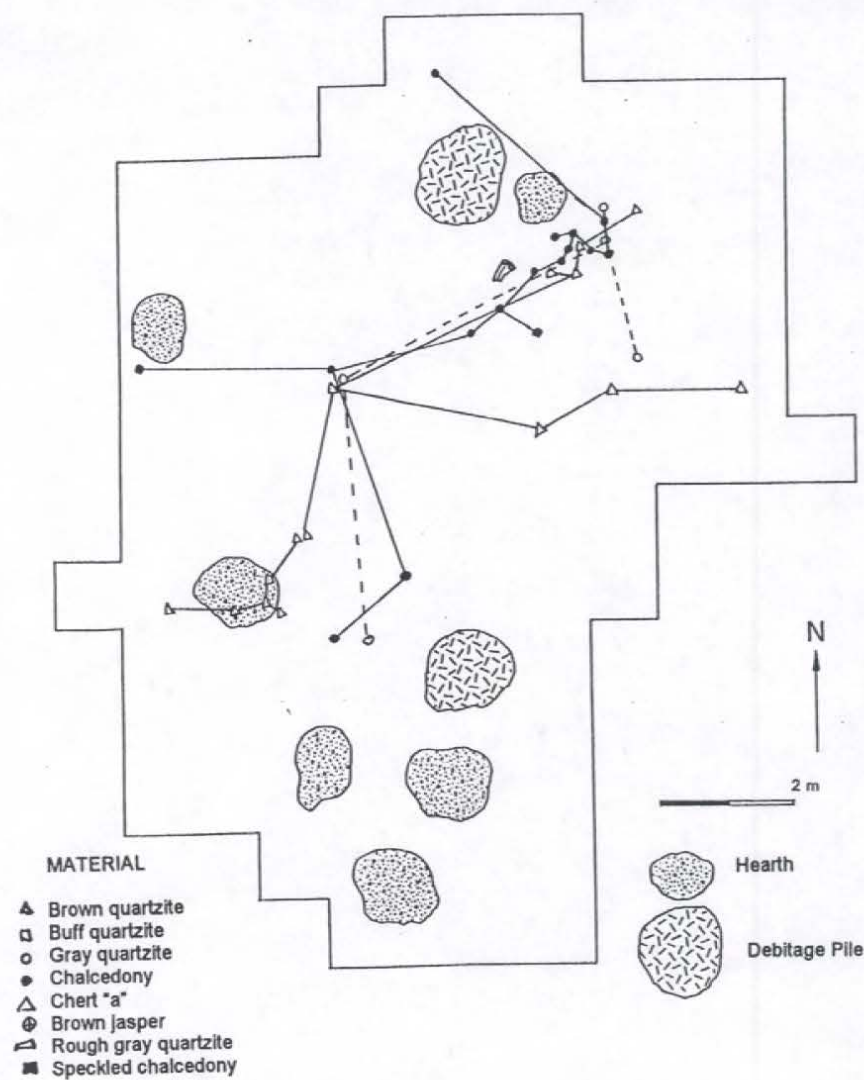 N
2 m
Hearth
Debitage Pile
MATERIAL
Brown quartzite
Buff quartzite
Gray quartzite
Chalcedony
Chert "a"
Brown Jasper
Rough gray quartzite
Speckled chalcedony